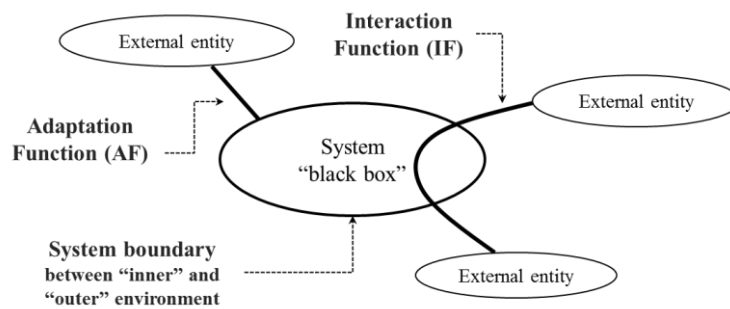 External entity
Interaction
Function (IF)
External entity
Adaptation
Function (AF)
System
“black box”
System boundary
between “inner” and
“outer” environment
External entity